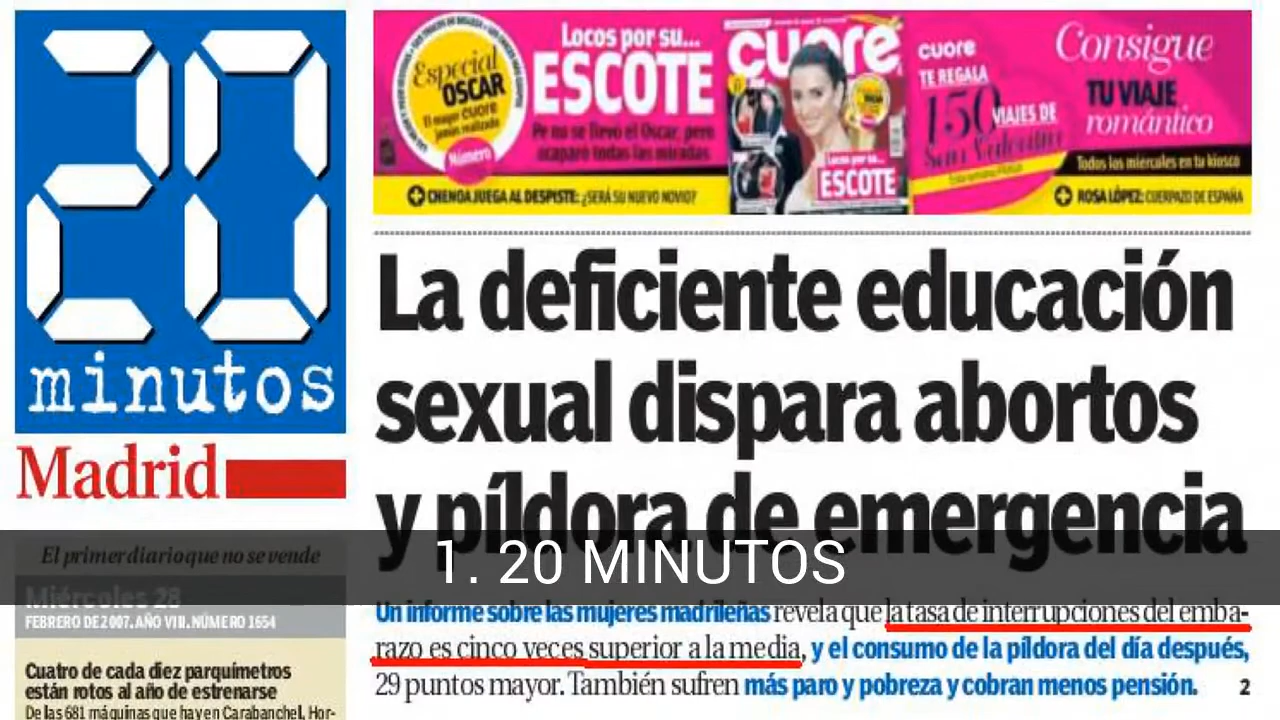 20
minutos
Madrid
El primer diario que no se vende
Miércoles 28
FEBRERO DE 2007. AÑO VIII. NÚMERO 1654
Cuatro de cada diez parquímetros
están rotos al año de estrenarse
De las 681 máquinas que hay en Carabanchel, Hor-
Especial
OSCAR
El mayor CUORE
jamás realizado
Número
Locos por su...
ESCOTE
Pe no se llevó el Oscar, pero
acaparó todas las miradas
CHENOA JUEGA AL DESPISTE: ¿SERÁ SU NUEVO NOVIO?
cuore
Locos por su...
ESCOTE
cuore
TE REGALA
150 VIAJES DE
San Valentín
Consigue
TU VIAJE
romántico
Todos los miércoles en tu kiosco
ROSA LÓPEZ: CUERPAZO DE ESPAÑA
La deficiente educación
sexual dispara abortos
y píldora de emergencia
1. 20 MINUTOS
Un informe sobre las mujeres madrileñas revela que la tasa de interrupciones del emba-
razo es cinco veces superior a la media, y el consumo de la píldora del día después,
29 puntos mayor. También sufren más paro y pobreza y cobran menos pensión. 2